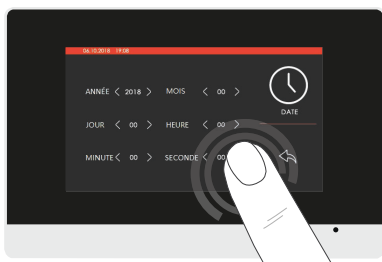 06.10.2018 19:08
ANNÉE < 2018 > MOIS < 00 >
DATE
JOUR < 00 > HEURE < 00 >
MINUTE < 00 > SECONDE < 00